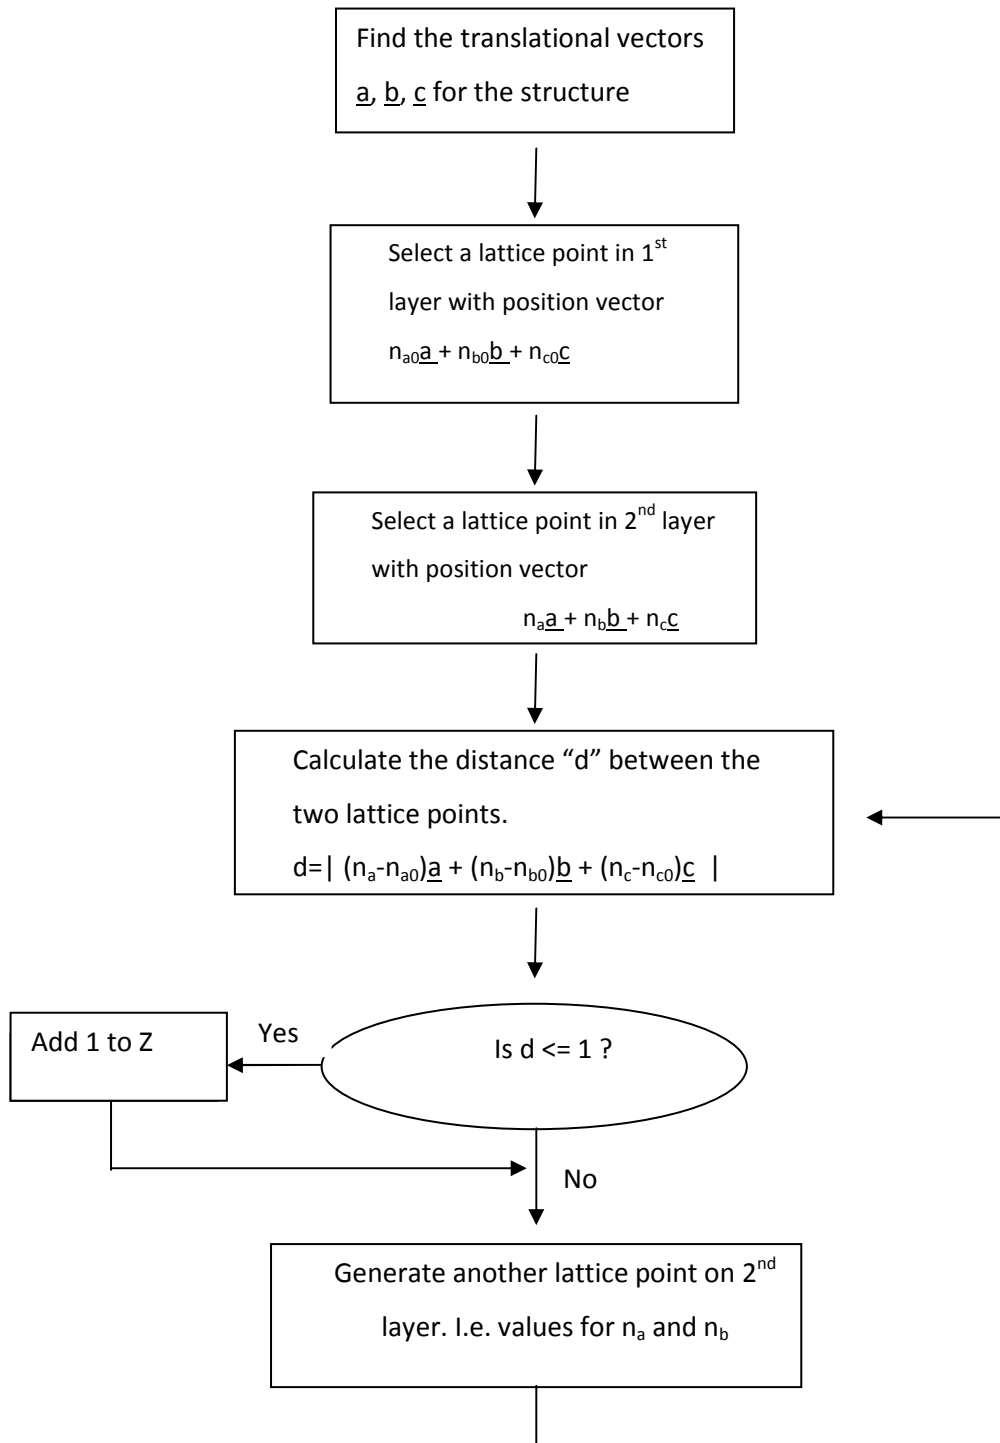 Find the translational vectors
a, b, c for the structure
Select a lattice point in 1st
layer with position vector
na0a + nb0b + nc0c
Select a lattice point in 2nd layer
with position vector
naa + nbb + ncc
Calculate the distance “d” between the
two lattice points.
d=| (na-na0)a + (nb-nb0)b + (nc-nc0)c |
Add 1 to Z
Yes
Is d <= 1 ?
No
Generate another lattice point on 2nd
layer. I.e. values for na and nb